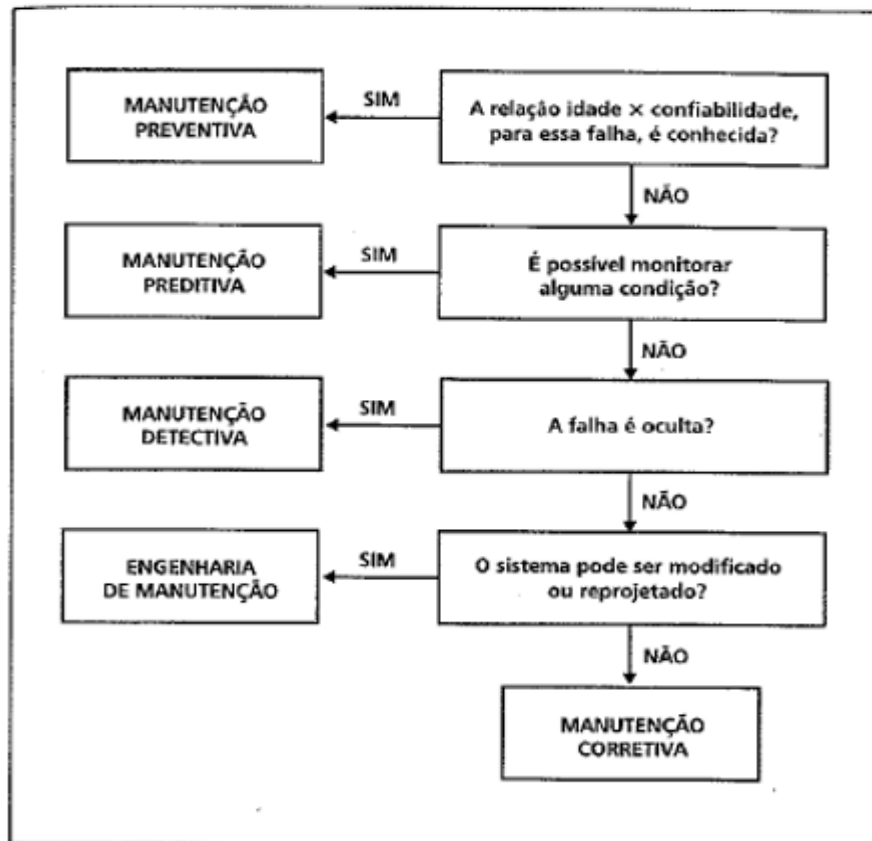 MANUTENÇÃO
PREVENTIVA
SIM
A relação idade × confiabilidade,
para essa falha, é conhecida?
NÃO
MANUTENÇÃO
PREDITIVA
SIM
É possível monitorar
alguma condição?
NÃO
MANUTENÇÃO
DETECTIVA
SIM
A falha é oculta?
NÃO
ENGENHARIA
DE MANUTENÇÃO
SIM
O sistema pode ser modificado
ou reprojetado?
NÃO
MANUTENÇÃO
CORRETIVA